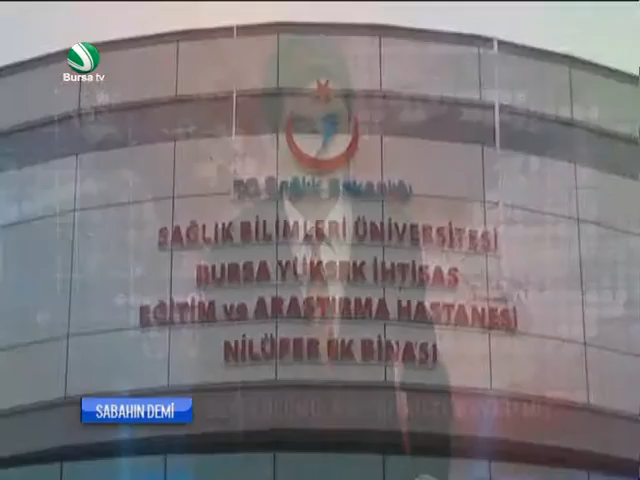 Bursa tv
T.C. Sağlık Bakanlığı
SAĞLIK BİLİMLERİ ÜNİVERSİTESİ
BURSA YÜKSEK İHTİSAS
EĞİTİM ve ARAŞTIRMA HASTANESİ
NİLÜFER EK BİNASI
SABAHIN DEMİ